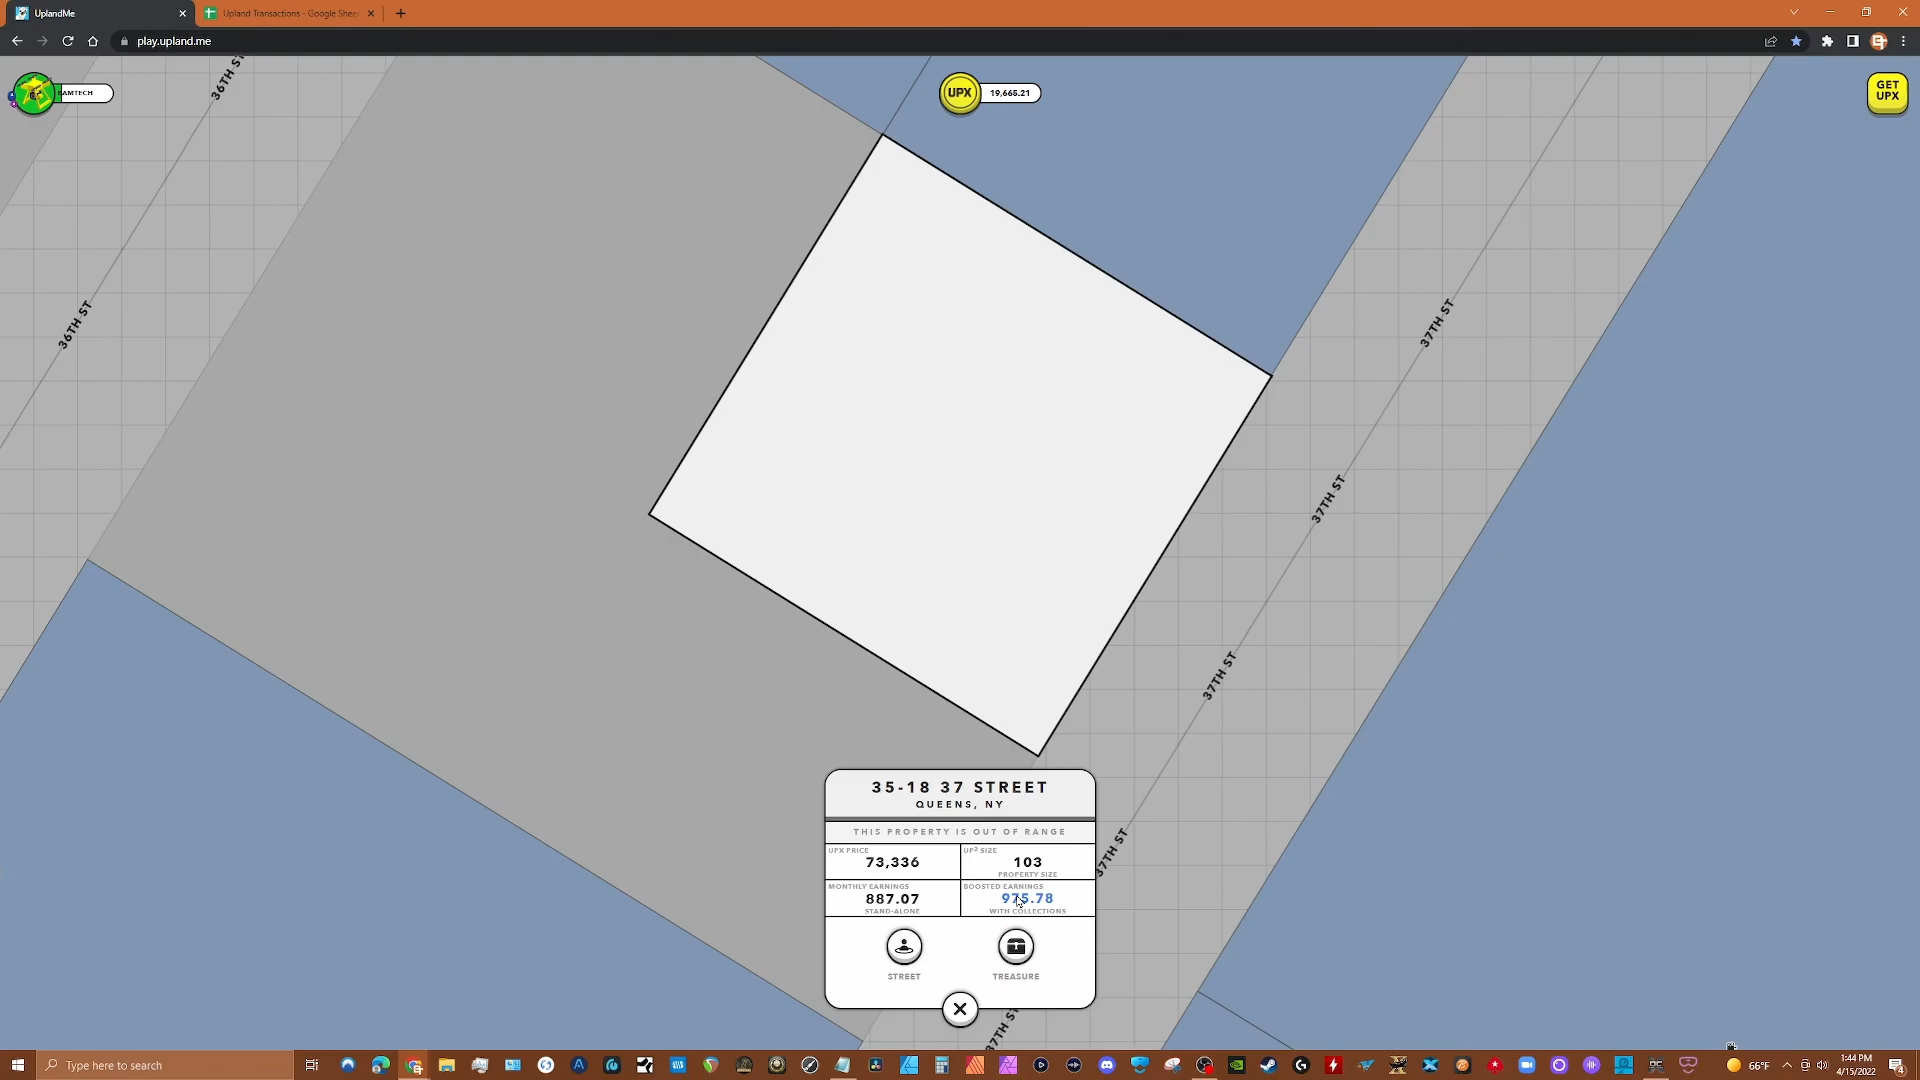 UplandMe
Upland Transactions - Google Shee
play.upland.me
UPX
19,665.21
GET
UPX
36TH ST
36TH ST
37TH ST
37TH ST
37TH ST
37TH ST
37TH ST
35-18 37 STREET
QUEENS, NY
THIS PROPERTY IS OUT OF RANGE
UPX PRICE
73,336
UP² SIZE
103
PROPERTY SIZE
MONTHLY EARNINGS
887.07
STAND-ALONE
BOOSTED EARNINGS
975.78
WITH COLLECTIONS
STREET
TREASURE
Type here to search
66°F
1:44 PM
4/15/2022